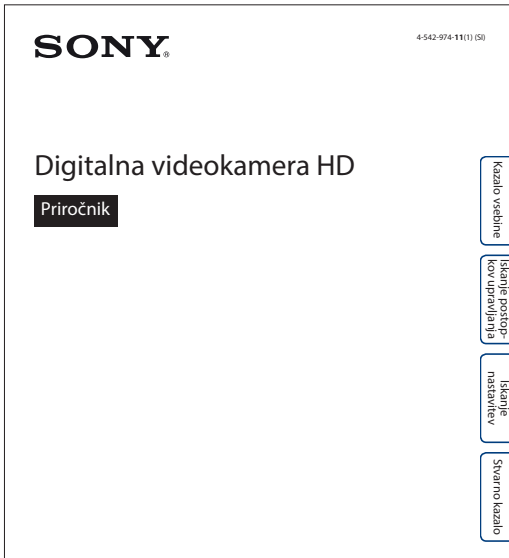 SONY®
4-542-974-11(1) (SI)
Digitalna videokamera HD
Priročnik
Kazalo vsebine
Iskanje postop-
kov upravljanja
Iskanje
nastavitev
Stvarno kazalo